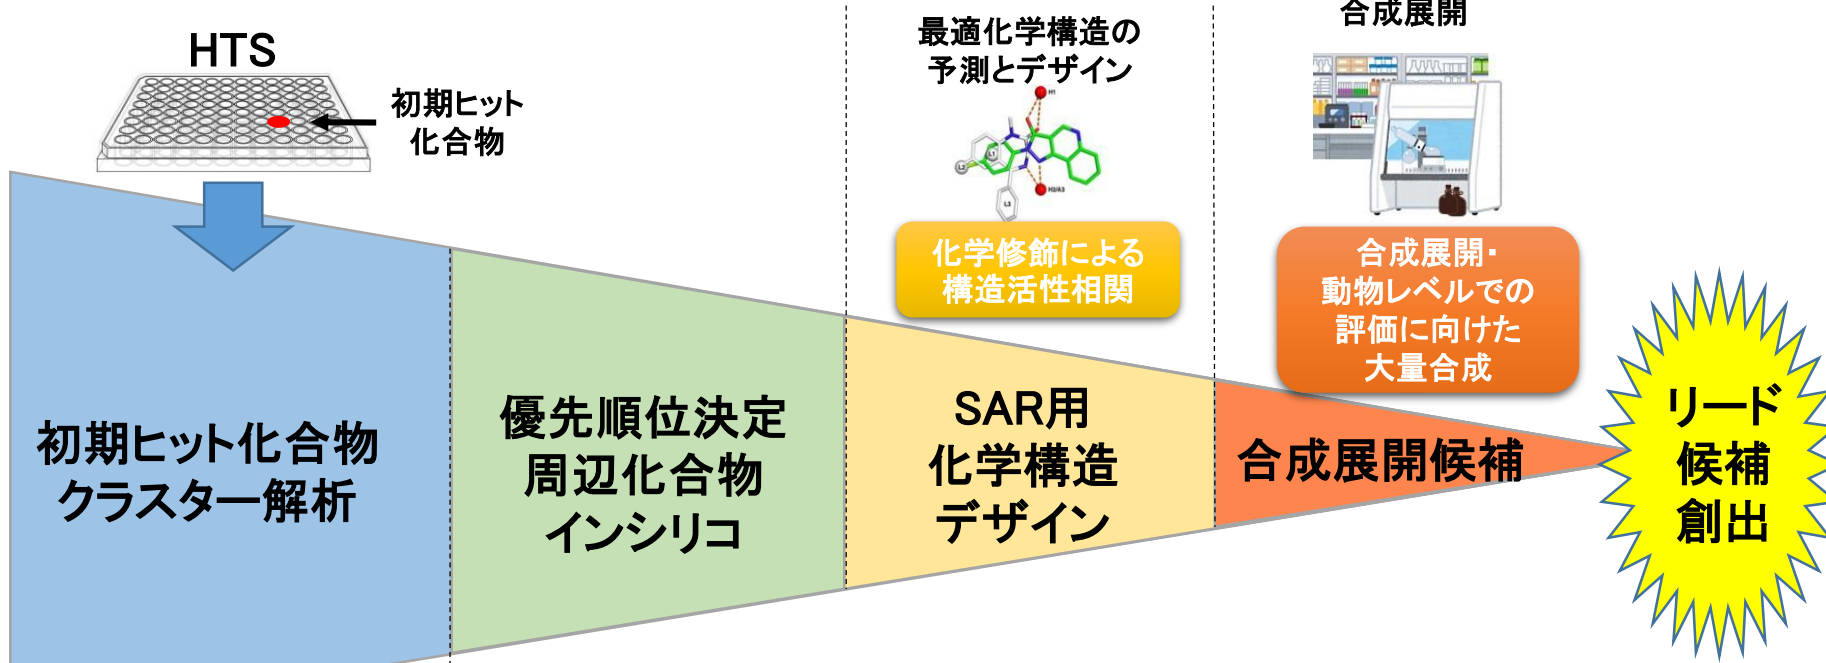 HTS
初期ヒット
化合物
最適化学構造の
予測とデザイン
H1
L1
L2
L3
H2/A3
合成展開
化学修飾による
構造活性相関
合成展開・
動物レベルでの
評価に向けた
大量合成
初期ヒット化合物
クラスター解析
優先順位決定
周辺化合物
インシリコ
SAR用
化学構造
デザイン
合成展開候補
リード
候補
創出